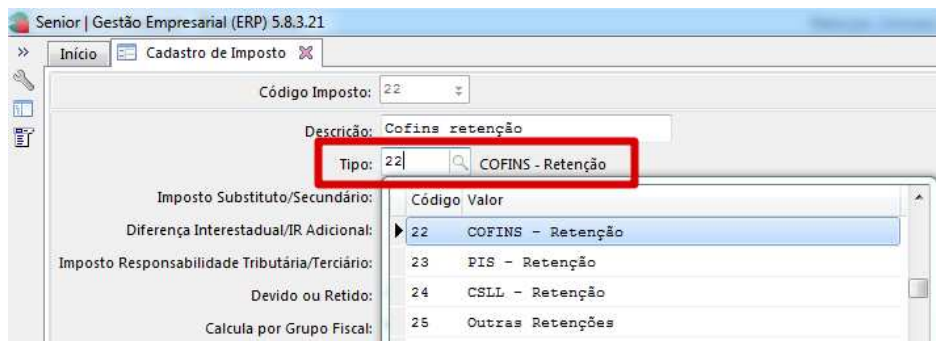 Senior | Gestão Empresarial (ERP) 5.8.3.21
Início Cadastro de Imposto
Código Imposto: 22
Descrição: Cofins retenção
Tipo: 22 COFINS - Retenção
Imposto Substituto/Secundário:
Código Valor
Diferença Interestadual/IR Adicional:
22 COFINS - Retenção
Imposto Responsabilidade Tributária/Terciário:
23 PIS - Retenção
Devido ou Retido:
24 CSLL - Retenção
Calcula por Grupo Fiscal:
25 Outras Retenções